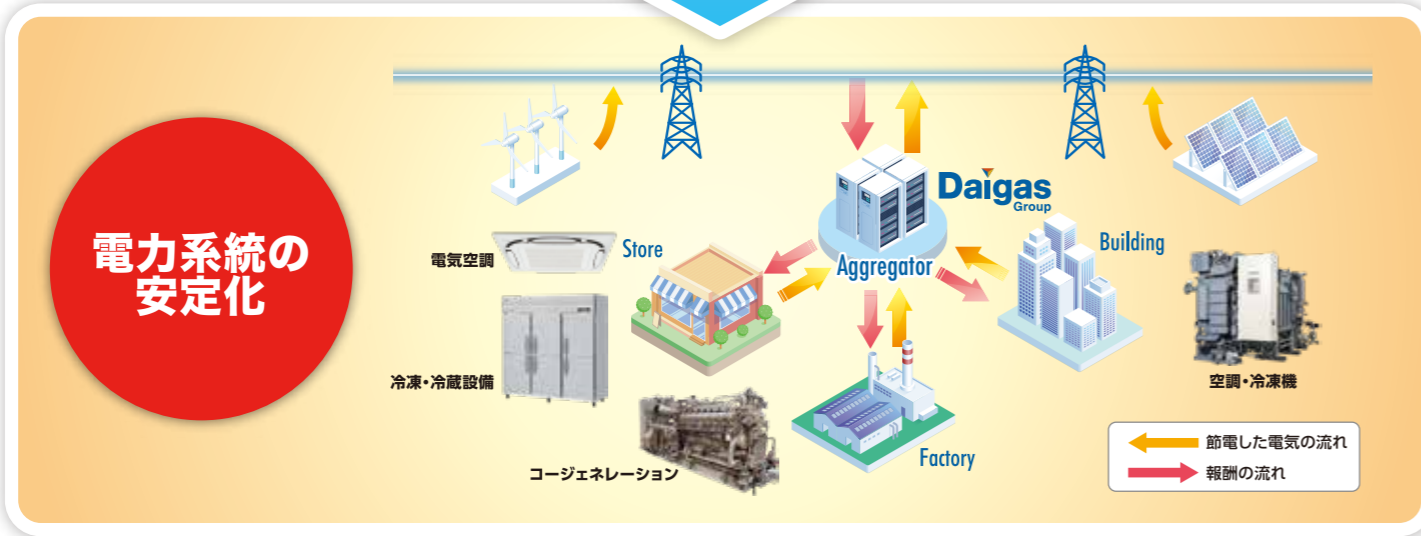 電力系統の
安定化
Daigas
Group
電気空調
Store
Aggregator
Building
冷凍・冷蔵設備
空調・冷凍機
コージェネレーション
Factory
節電した電気の流れ
報酬の流れ